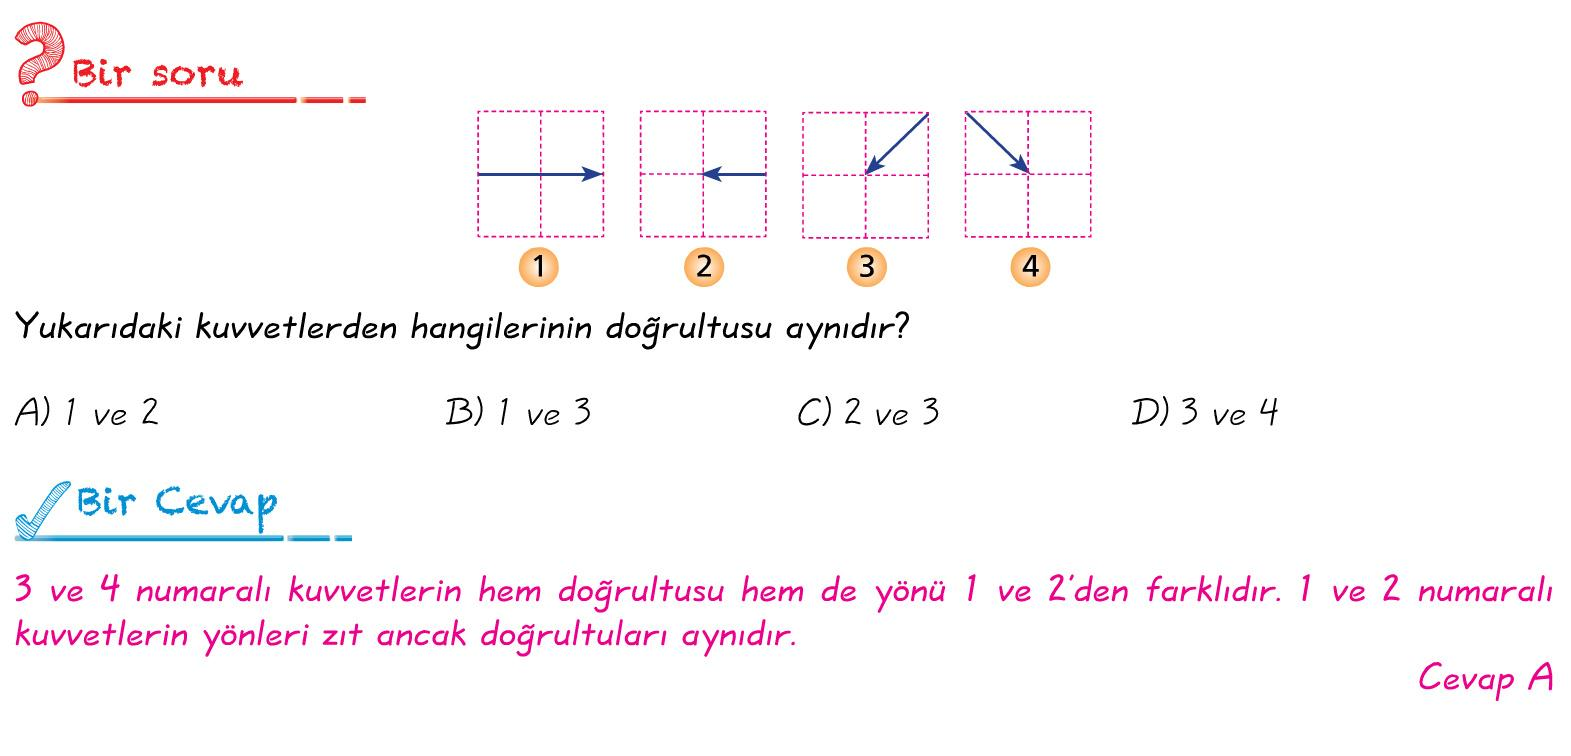 Bir soru
1 2 3 4
Yukarıdaki kuvvetlerden hangilerinin doğrultusu aynıdır?
A) 1 ve 2 B) 1 ve 3 C) 2 ve 3 D) 3 ve 4
Bir Cevap
3 ve 4 numaralı kuvvetlerin hem doğrultusu hem de yönü 1 ve 2'den farklıdır. 1 ve 2 numaralı
kuvvetlerin yönleri zıt ancak doğrultuları aynıdır.
Cevap A